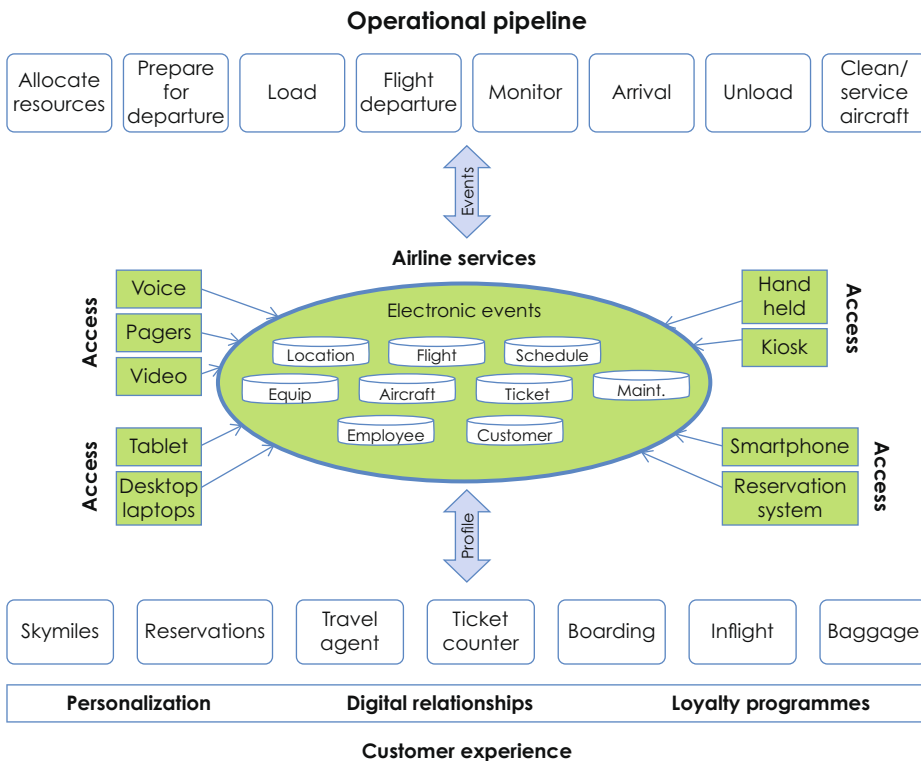 Operational pipeline
Allocate
resources
Prepare
for
departure
Load
Flight
departure
Monitor
Arrival
Unload
Clean/
service
aircraft
Events
Airline services
Access
Voice
Pagers
Video
Electronic events
Location
Flight
Schedule
Equip
Aircraft
Ticket
Maint.
Employee
Customer
Hand
held
Kiosk
Access
Access
Tablet
Desktop
laptops
Smartphone
Reservation
system
Access
Profile
Skymiles
Reservations
Travel
agent
Ticket
counter
Boarding
Inflight
Baggage
Personalization
Digital relationships
Loyalty programmes
Customer experience